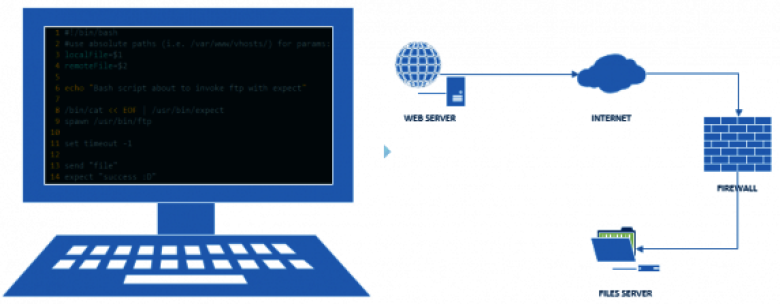 1 #!/bin/bash
2 #use absolute paths (i.e. /var/www/vhosts/) for params:
3 localFile=$1
4 remoteFile=$2
5
6 echo "Bash script about to invoke ftp with expect"
7
8 /bin/cat << EOF | /usr/bin/expect
9 spawn /usr/bin/ftp
10
11 set timeout -1
12
13 send "file"
14 expect "success :D"
WEB SERVER
INTERNET
FIREWALL
FILES SERVER